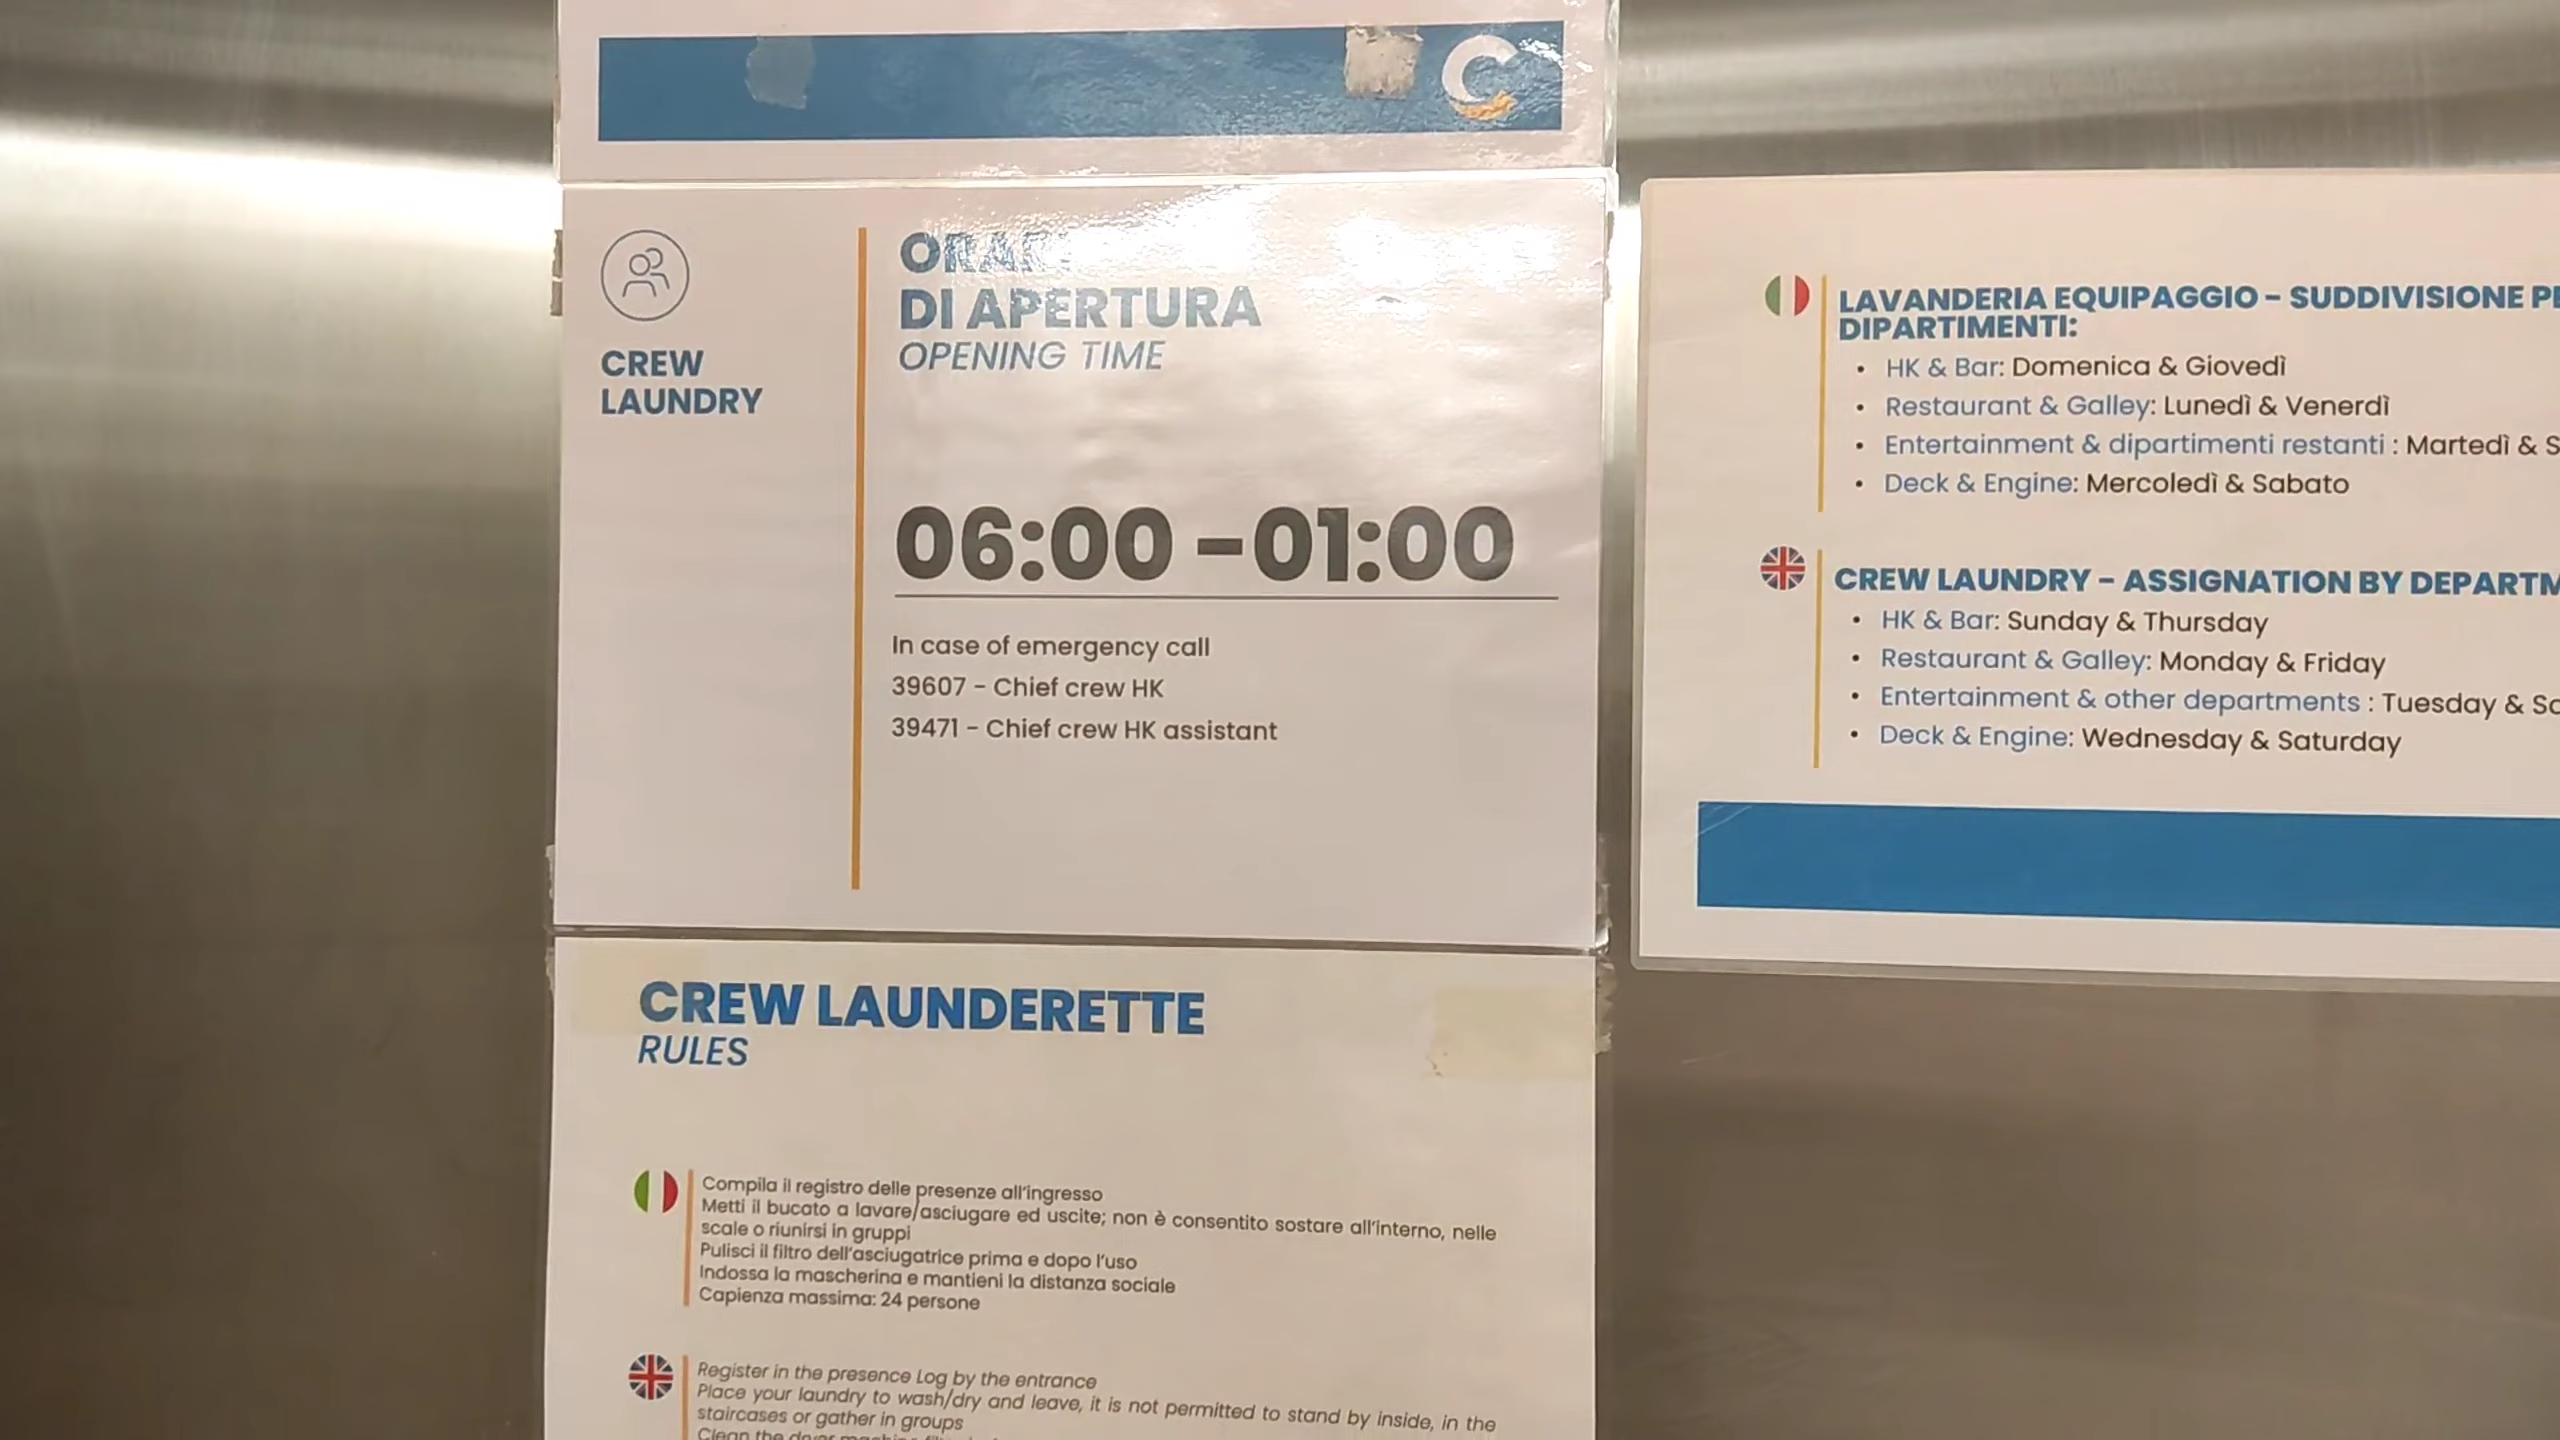 CREW
LAUNDRY
DI APERTURA
OPENING TIME
06:00 -01:00
In case of emergency call
39607 - Chief crew HK
39471 - Chief crew HK assistant
CREW LAUNDERETTE
RULES
Compila il registro delle presenze all'ingresso
Metti il bucato a lavare/asciugare ed uscite; non è consentito sostare all'interno, nelle
scale o riunirsi in gruppi
Pulisci il filtro dell'asciugatrice prima e dopo l'uso
Indossa la mascherina e mantieni la distanza sociale
Capienza massima: 24 persone
Register in the presence Log by the entrance
Place your laundry to wash/dry and leave, it is not permitted to stand by inside, in the
staircases or gather in groups
Clean the dryer
LAVANDERIA EQUIPAGGIO - SUDDIVISIONE
DIPARTIMENTI:
• HK & Bar: Domenica & Giovedì
• Restaurant & Galley: Lunedì & Venerdì
• Entertainment & dipartimenti restanti : Martedì &
• Deck & Engine: Mercoledì & Sabato
CREW LAUNDRY - ASSIGNATION BY
• HK & Bar: Sunday & Thursday
• Restaurant & Galley: Monday & Friday
• Entertainment & other departments : Tuesday &
• Deck & Engine: Wednesday & Saturday